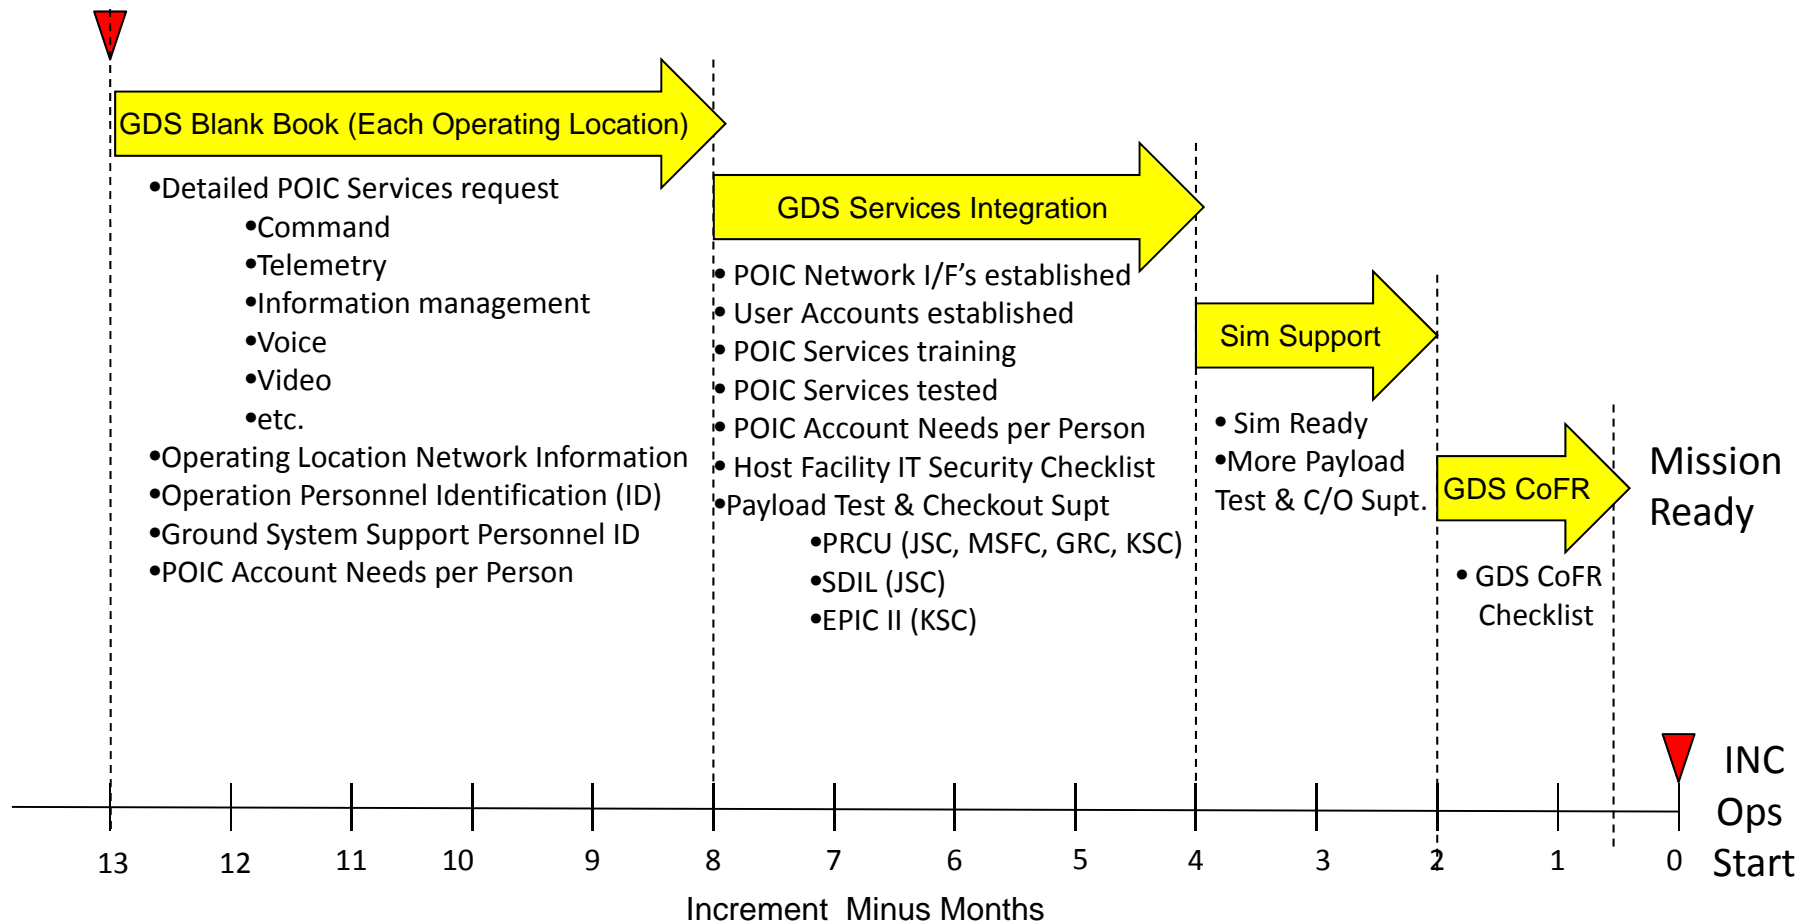 GDS Blank Book (Each Operating Location)
•Detailed POIC Services request
•Command
•Telemetry
•Information management
•Voice
•Video
•etc.
•Operating Location Network Information
•Operation Personnel Identification (ID)
•Ground System Support Personnel ID
•POIC Account Needs per Person
GDS Services Integration
• POIC Network I/F's established
• User Accounts established
• POIC Services training
• POIC Services tested
• POIC Account Needs per Person
• Host Facility IT Security Checklist
•Payload Test & Checkout Supt
•PRCU (JSC, MSFC, GRC, KSC)
•SDIL (JSC)
•EPIC II (KSC)
Sim Support
• Sim Ready
•More Payload
Test & C/O Supt.
GDS CoFR
• GDS CoFR
Checklist
Mission
Ready
INC
Ops
Start
13 12 11 10 9 8 7 6 5 4 3 2 1 0
Increment Minus Months